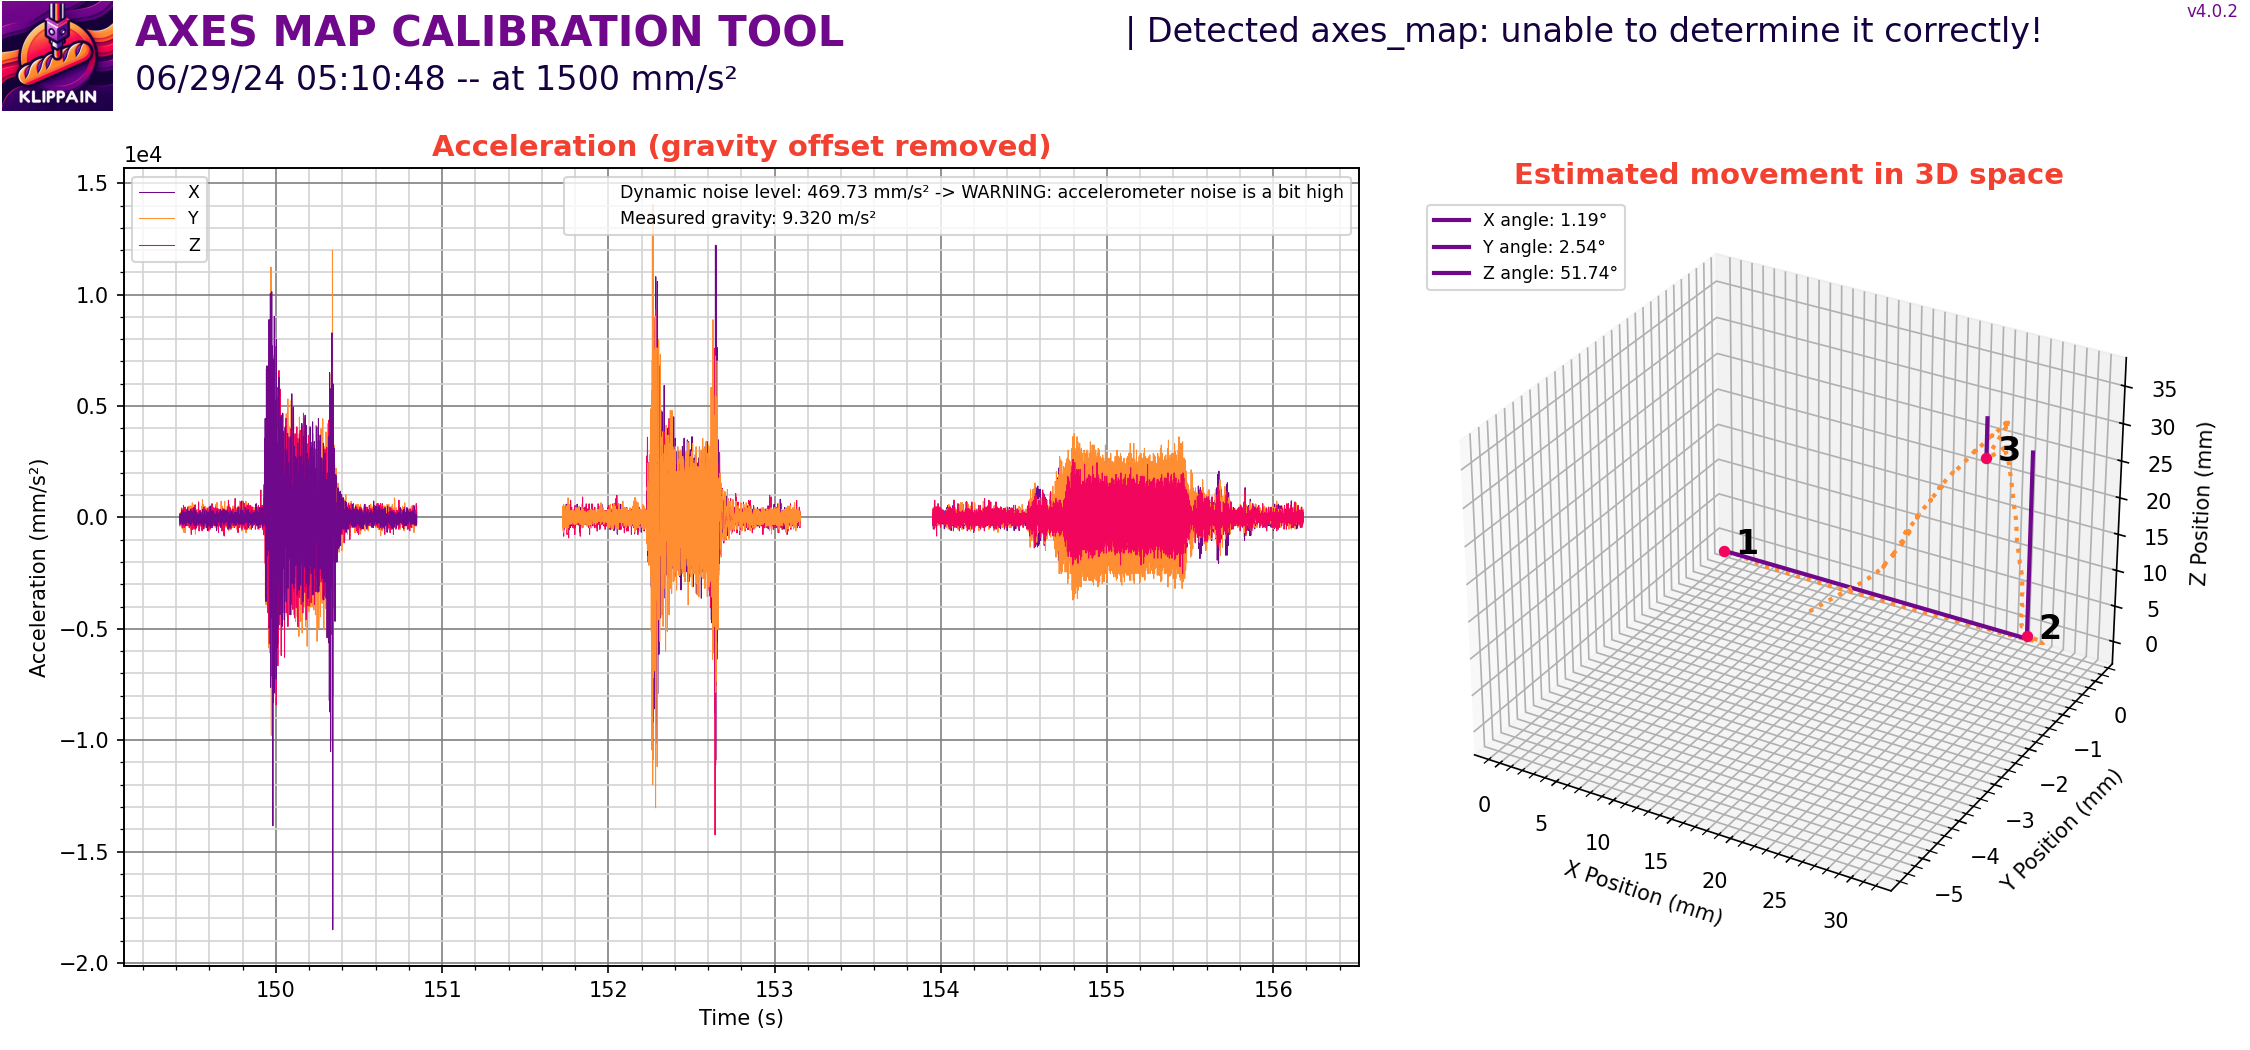 AXES MAP CALIBRATION TOOL
| Detected axes_map: unable to determine it correctly!
v4.0.2
06/29/24 05:10:48 -- at 1500 mm/s²
KLIPPAIN
Acceleration (gravity offset removed)
1e4
X
Y
Z
Dynamic noise level: 469.73 mm/s² -> WARNING: accelerometer noise is a bit high
Measured gravity: 9.320 m/s²
1.5
1.0
0.5
0.0
−0.5
−1.0
−1.5
−2.0
Acceleration (mm/s²)
150 151 152 153 154 155 156
Time (s)
Estimated movement in 3D space
X angle: 1.19°
Y angle: 2.54°
Z angle: 51.74°
1
2
3
35
30
25
20
15
10
5
0
Z Position (mm)
0
−1
−2
−3
−4
−5
Y Position (mm)
0
5
10
15
20
25
30
X Position (mm)